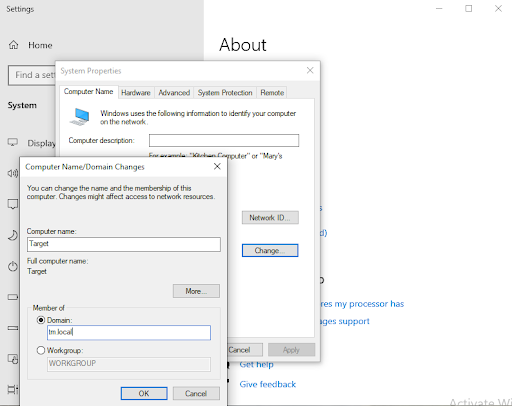 Settings
Home
Find a set
System
Display
About
System Properties
Computer Name
Hardware
Advanced
System Protection
Remote
Windows uses the following information to identify your computer
on the network.
Computer description:
For example: "Kitchen Computer" or "Mary's
Network ID...
Change...
Cancel
Apply
Computer Name/Domain Changes
You can change the name and the membership of this
computer. Changes might affect access to network resources.
Computer name:
Target
Full computer name:
Target
More...
Member of
Domain:
tm.local
Workgroup:
WORKGROUP
OK
Cancel
res my processor has
ages support
Get help
Give feedback
Activate Wi